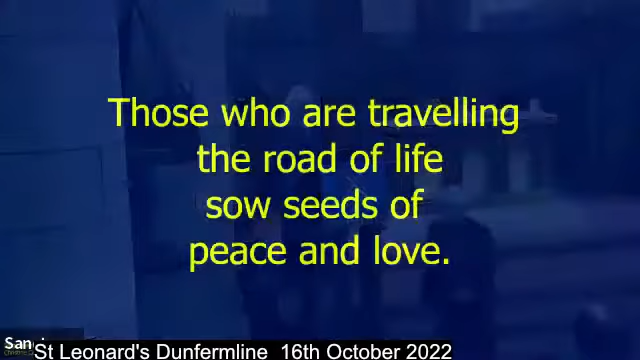 Those who are travelling
the road of life
sow seeds of
peace and love.
St Leonard's Dunfermline 16th October 2022